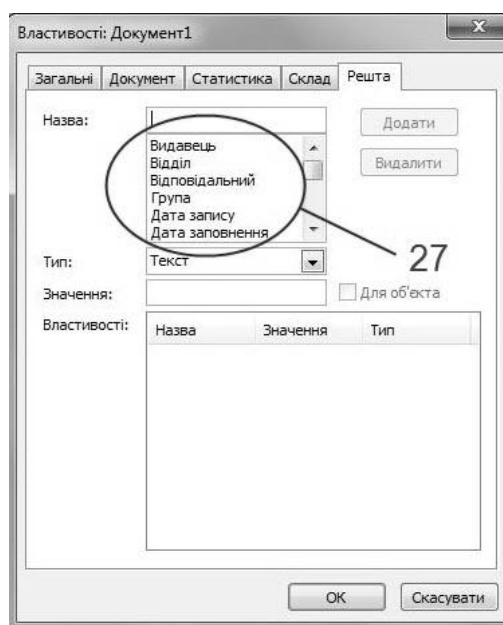 Властивості: Документ1
Загальні Документ Статистика Склад Решта
Назва:
Додати
Видавець
Відділ
Видалити
Відповідальний
Група
Дата запису
Дата заповнення
27
Тип: Текст
Значення: Для об'єкта
Властивості: Назва Значення Тип
ОК Скасувати